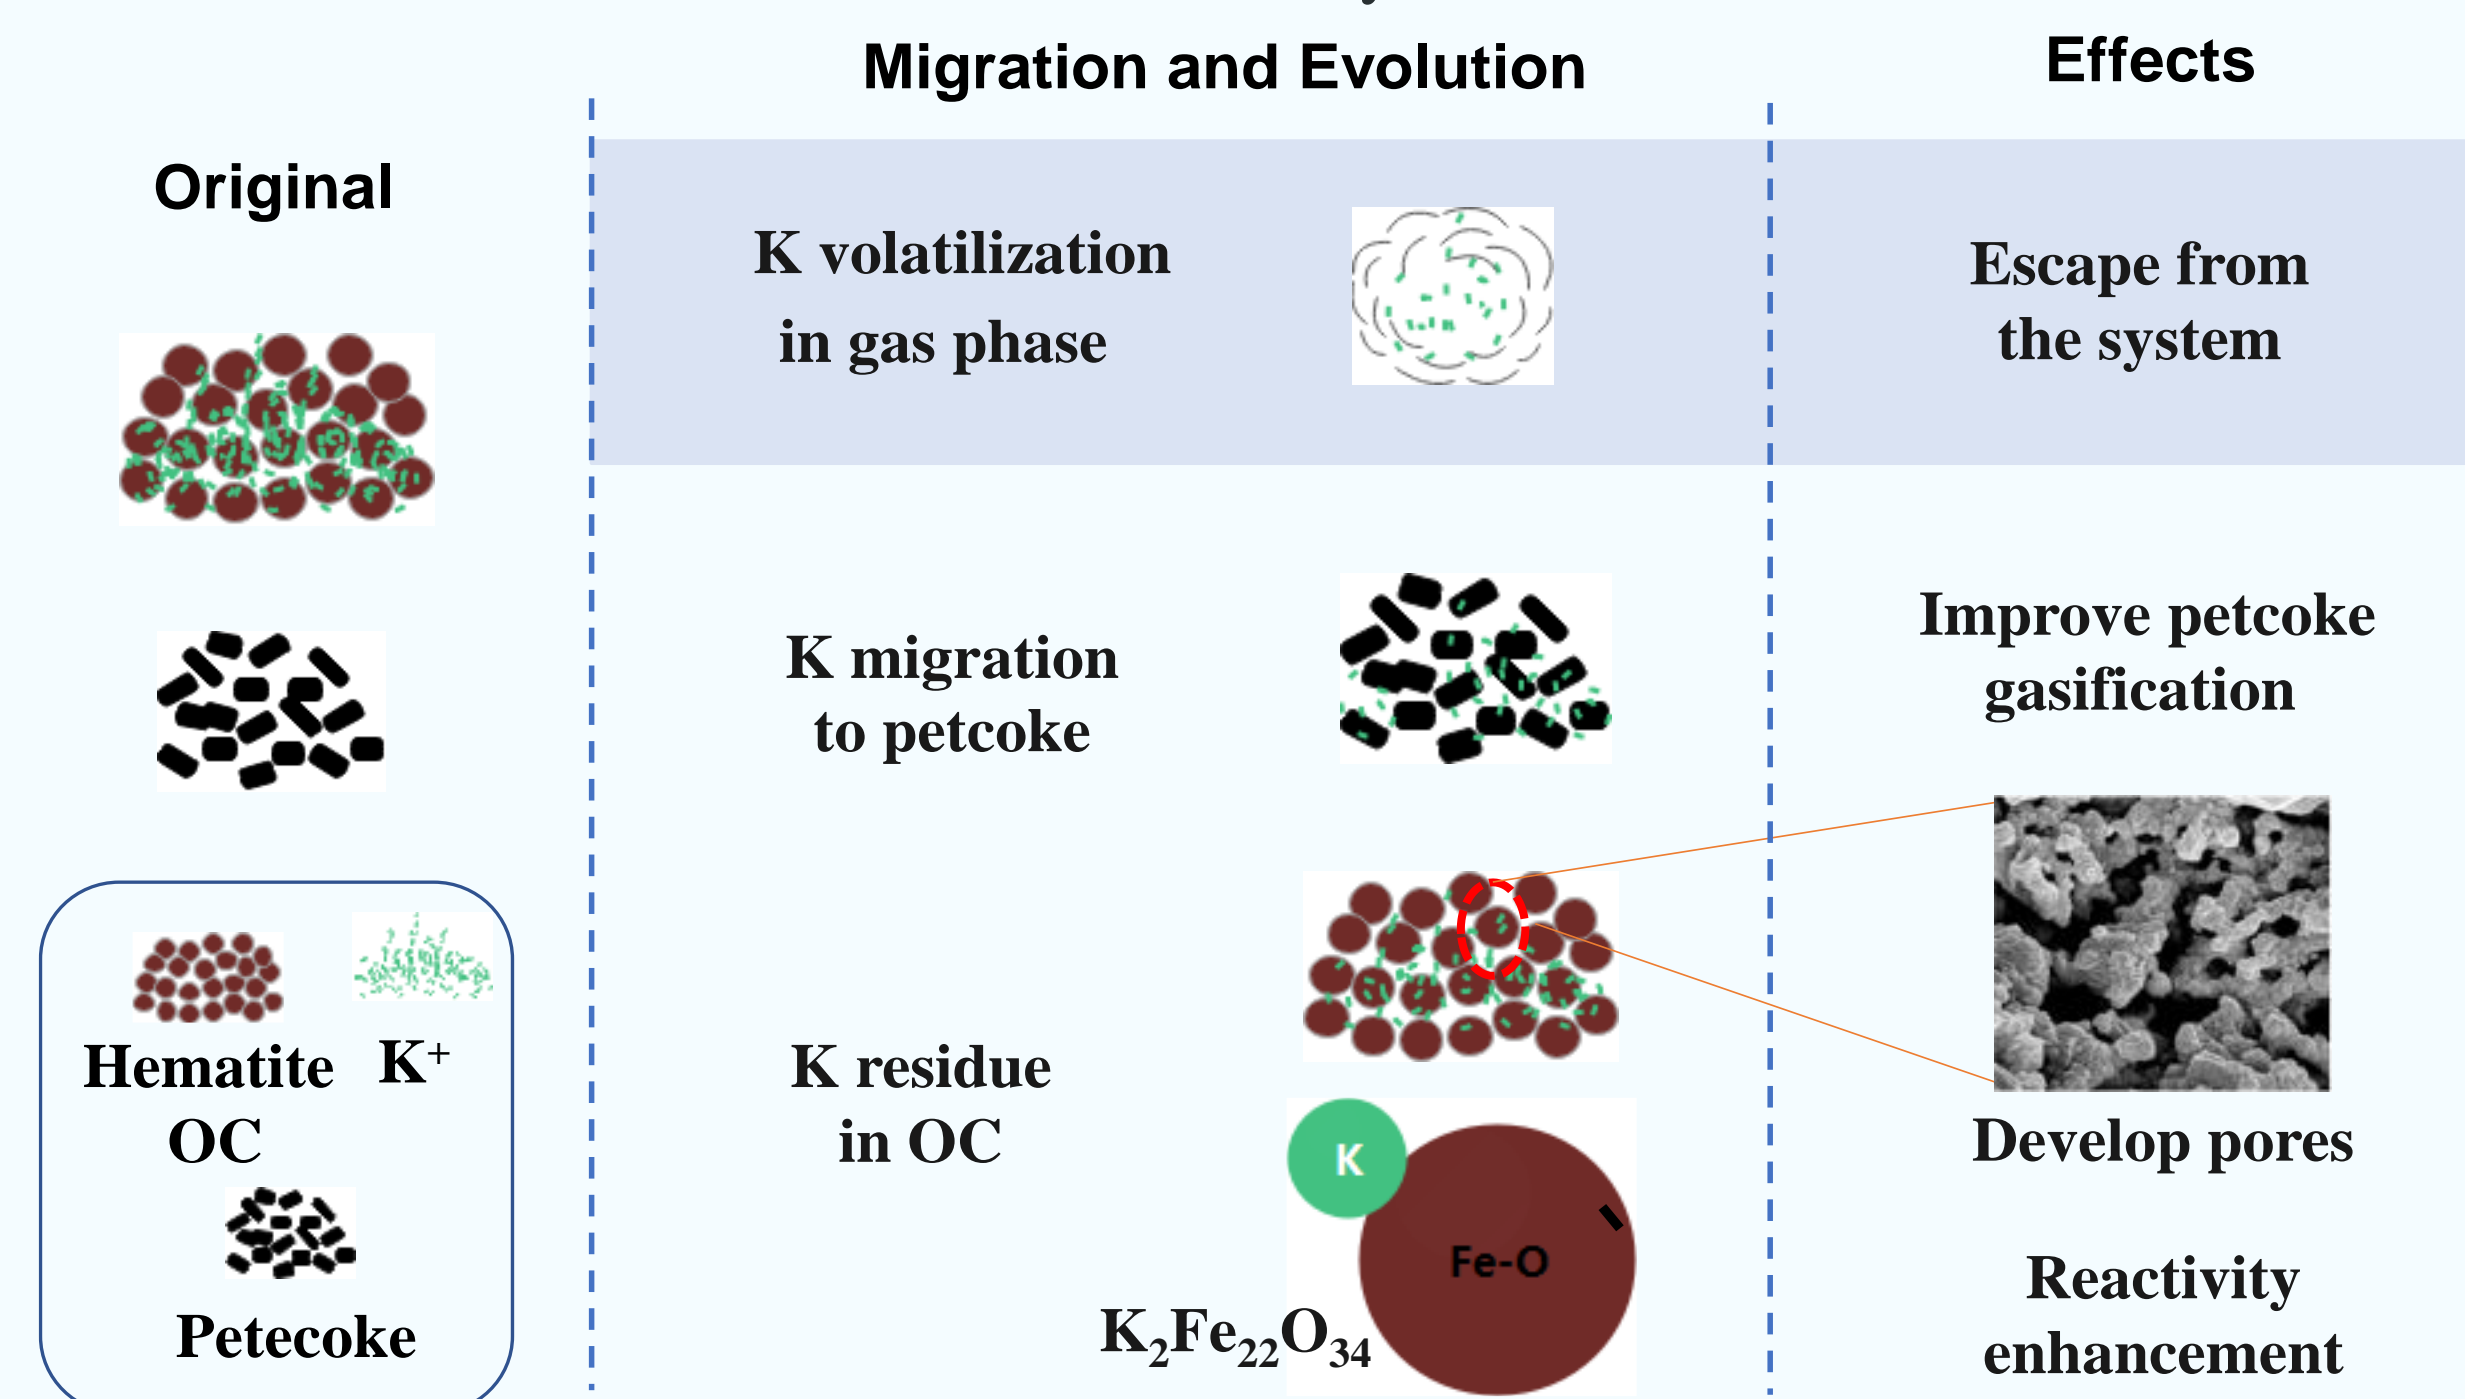 Migration and Evolution
Effects
Original
K volatilization
in gas phase
Escape from
the system
K migration
to petcoke
Improve petcoke
gasification
Hematite
OC
K⁺
Petecoke
K residue
in OC
K
Fe-O
K₂Fe₂₂O₃₄
Develop pores
Reactivity
enhancement